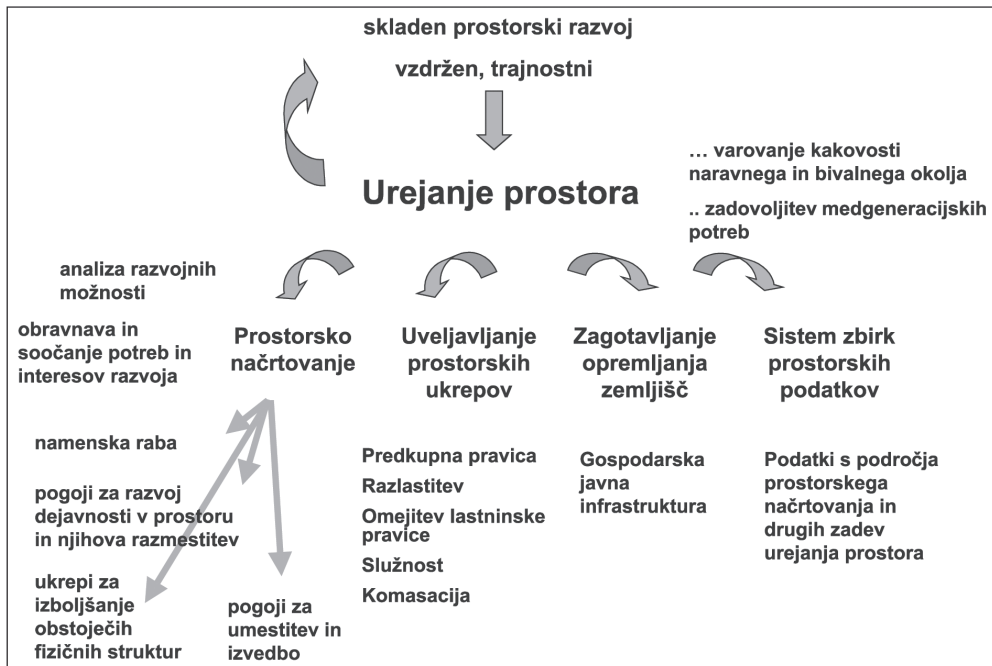 skladen prostorski razvoj
vzdržen, trajnostni
Urejanje prostora
… varovanje kakovosti
naravnega in bivalnega okolja
.. zadovoljitev medgeneracijskih
potreb
analiza razvojnih
možnosti
obravnava in
soočanje potreb in
interesov razvoja
Prostorsko
načrtovanje
Uveljavljanje
prostorskih
ukrepov
Zagotavljanje
opremljanja
zemljišč
Sistem zbirk
prostorskih
podatkov
namenska raba
pogoji za razvoj
dejavnosti v prostoru
in njihova razmestitev
ukrepi za
izboljšanje
obstoječih
fizičnih struktur
pogoji za
umestitev in
izvedbo
Predkupna pravica
Razlastitev
Omejitev lastninske
pravice
Služnost
Komasacija
Gospodarska
javna
infrastruktura
Podatki s področja
prostorskega
načrtovanja in
drugih zadev
urejanja prostora